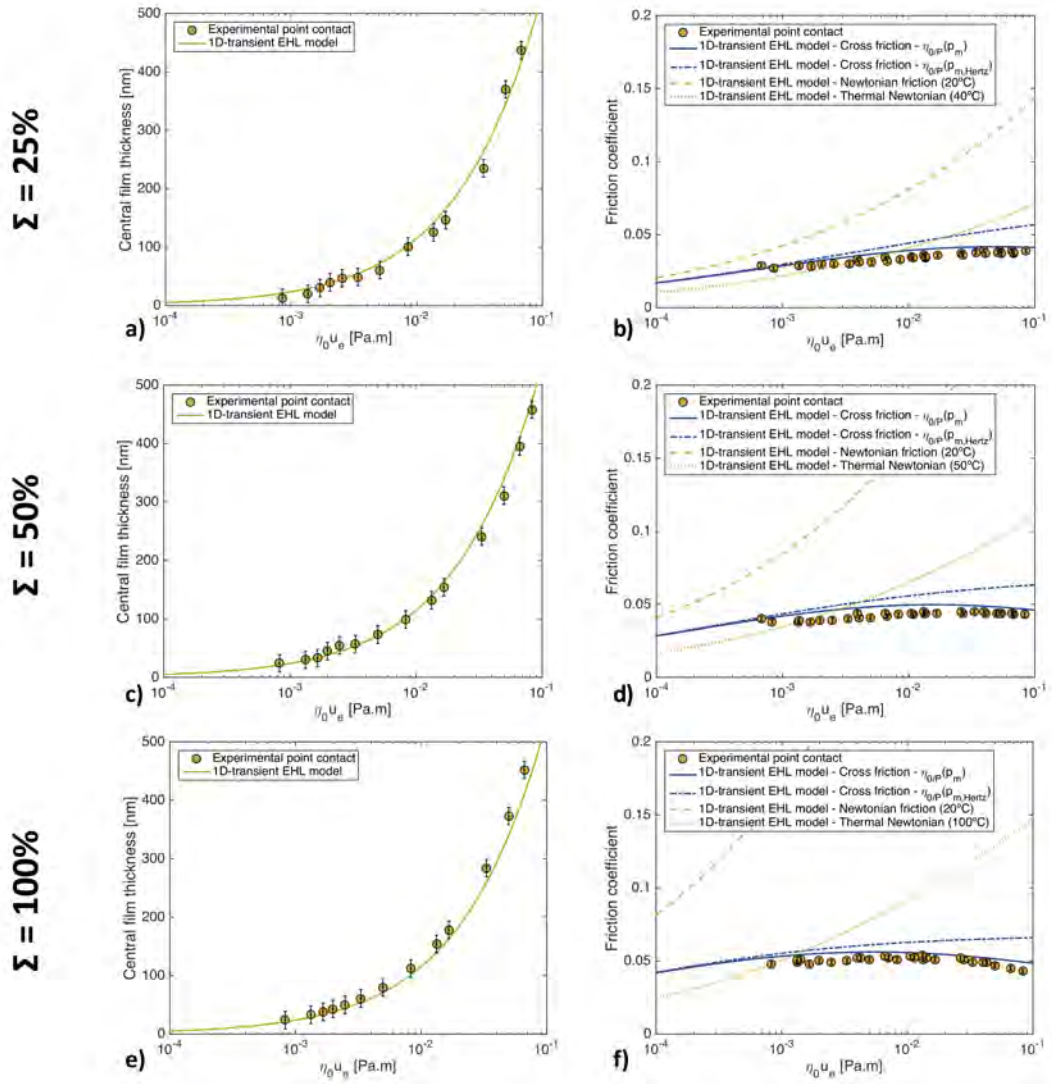 Σ = 25%
500
400
300
200
100
0
Central film thickness [nm]
Experimental point contact
1D-transient EHL model
10-4
10-3
10-2
10-1
η0ue [Pa.m]
a)
0.2
0.15
0.1
0.05
0
Friction coefficient
Experimental point contact
1D-transient EHL model - Cross friction - η0/P(pm)
1D-transient EHL model - Cross friction - η0/P(pm,Hertz)
1D-transient EHL model - Newtonian friction (20ºC)
1D-transient EHL model - Thermal Newtonian (40ºC)
10-4
10-3
10-2
10-1
η0ue [Pa.m]
b)
Σ = 50%
500
400
300
200
100
0
Central film thickness [nm]
Experimental point contact
1D-transient EHL model
10-4
10-3
10-2
10-1
η0ue [Pa.m]
c)
0.2
0.15
0.1
0.05
0
Friction coefficient
Experimental point contact
1D-transient EHL model - Cross friction - η0/P(pm)
1D-transient EHL model - Cross friction - η0/P(pm,Hertz)
1D-transient EHL model - Newtonian friction (20ºC)
1D-transient EHL model - Thermal Newtonian (50ºC)
10-4
10-3
10-2
10-1
η0ue [Pa.m]
d)
Σ = 100%
500
400
300
200
100
0
Central film thickness [nm]
Experimental point contact
1D-transient EHL model
10-4
10-3
10-2
10-1
η0ue [Pa.m]
e)
0.2
0.15
0.1
0.05
0
Friction coefficient
Experimental point contact
1D-transient EHL model - Cross friction - η0/P(pm)
1D-transient EHL model - Cross friction - η0/P(pm,Hertz)
1D-transient EHL model - Newtonian friction (20ºC)
1D-transient EHL model - Thermal Newtonian (100ºC)
10-4
10-3
10-2
10-1
η0ue [Pa.m]
f)